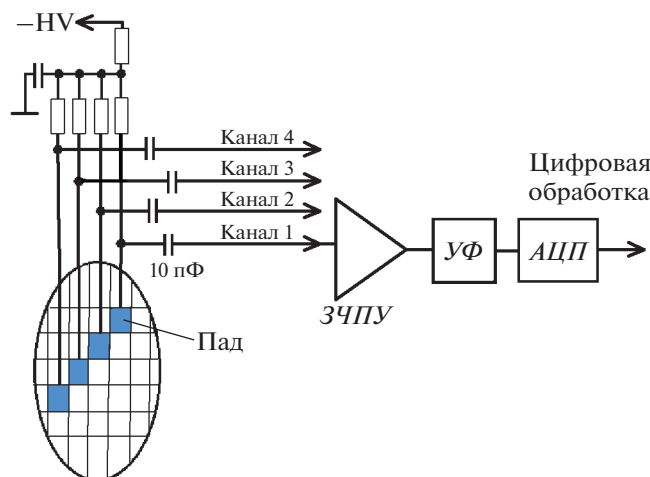 −HV
Канал 4
Канал 3
Канал 2
Канал 1
10 пФ
ЗЧПУ
УФ
АЦП
Цифровая
обработка
Пад